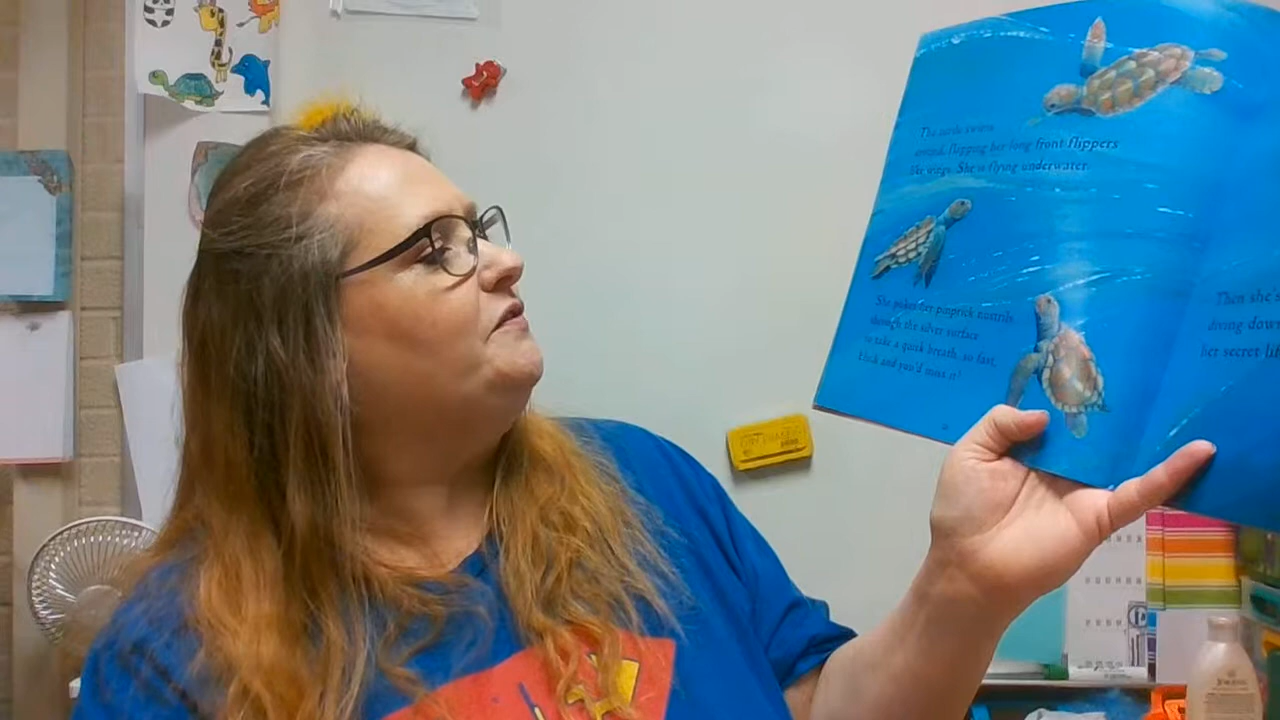 The turtle swims
around, flipping her long front flippers
like wings. She is flying underwater.
She pokes her pinprick nostrils
through the silver surface
to take a quick breath, so fast,
blink and you'd miss it!
Then she's
diving down
her secret lif